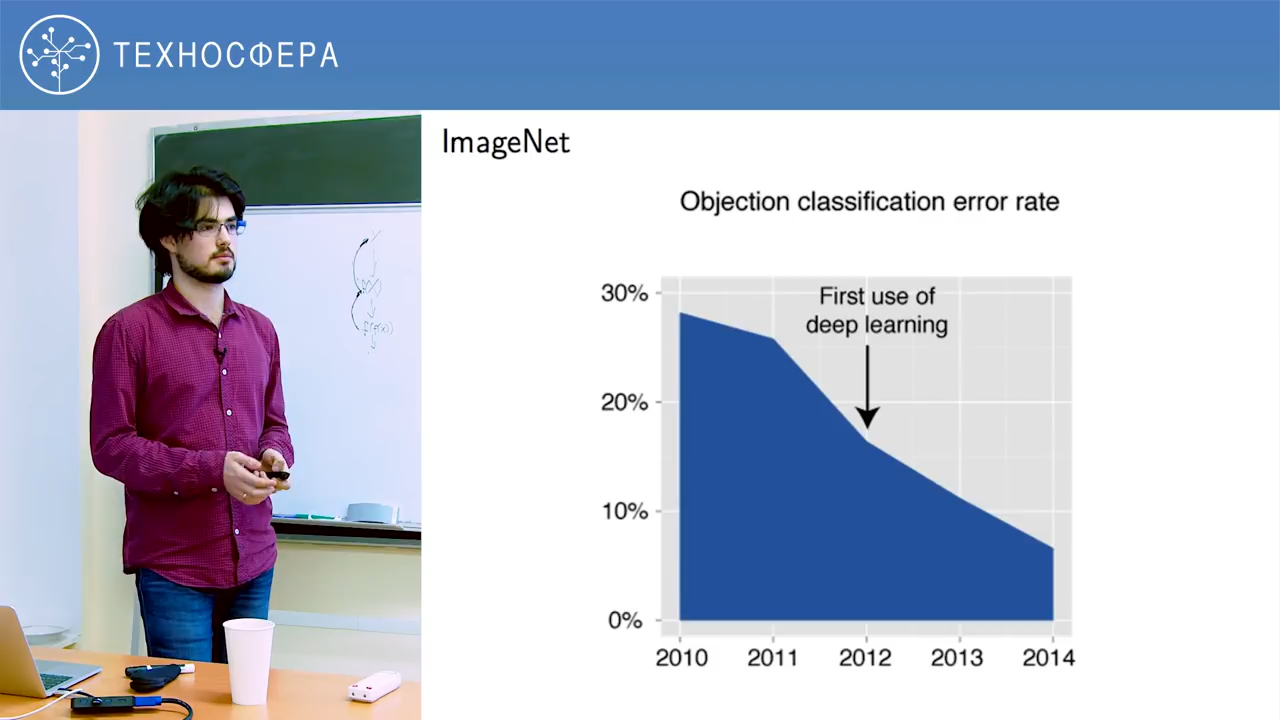 ТЕХНОСФЕРА
ImageNet
Objection classification error rate
First use of
deep learning
30%
20%
10%
0%
2010 2011 2012 2013 2014